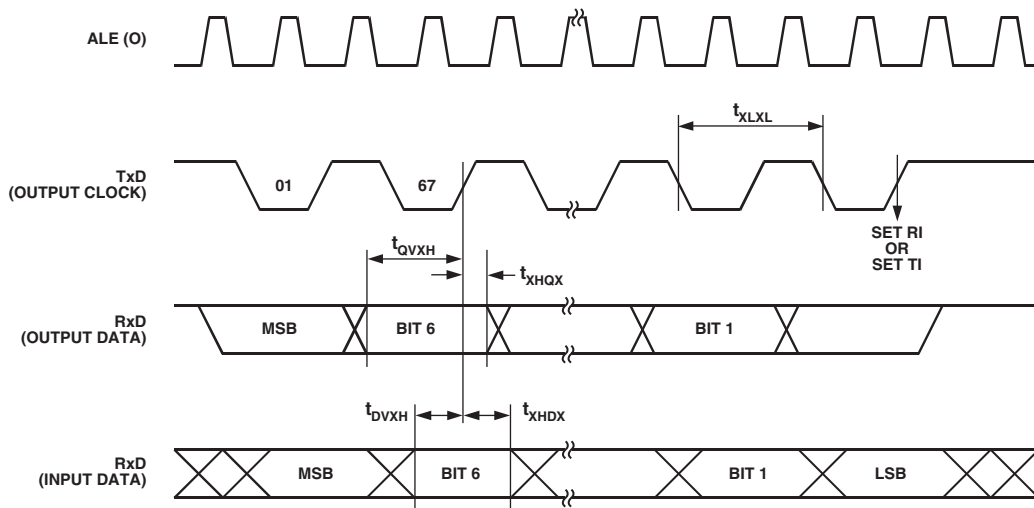 ALE (O)
tXLXL
TxD
(OUTPUT CLOCK)
01
67
SET RI
OR
SET TI
tQVXH
tXHQX
RxD
(OUTPUT DATA)
MSB
BIT 6
BIT 1
tDVXH
tXHDX
RxD
(INPUT DATA)
MSB
BIT 6
BIT 1
LSB